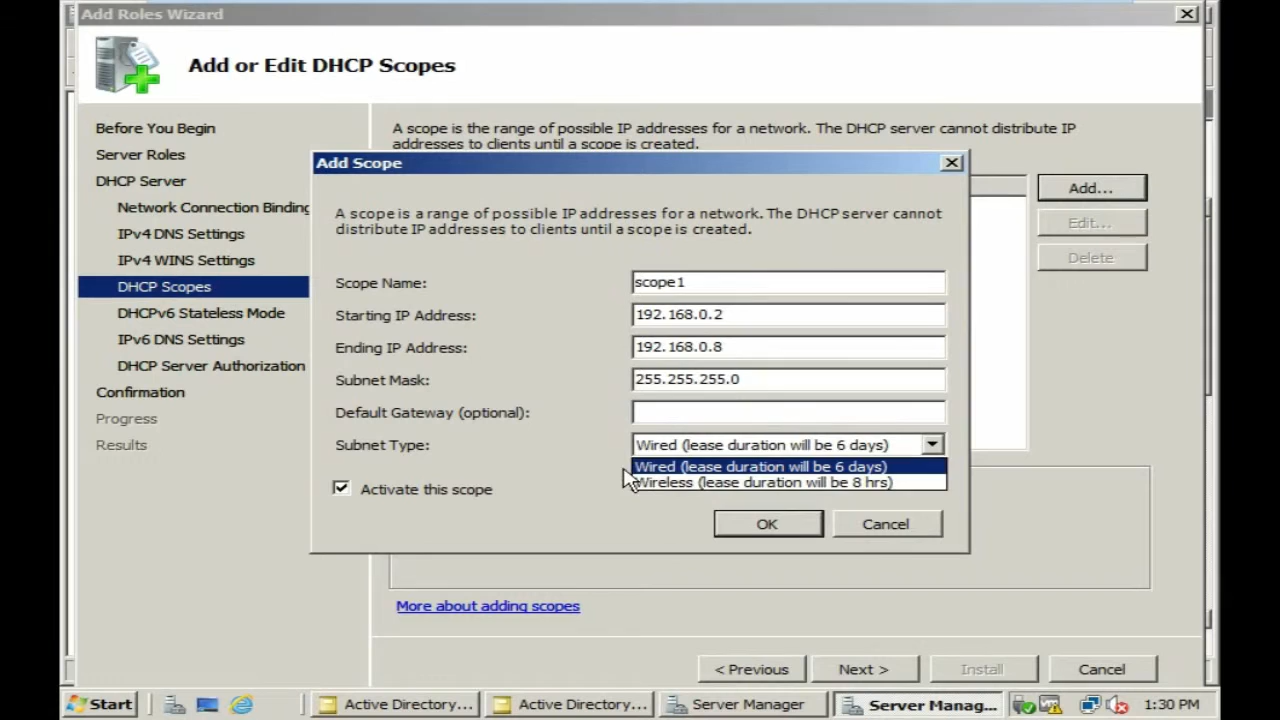 Add Roles Wizard
Add or Edit DHCP Scopes
Before You Begin
Server Roles
DHCP Server
Network Connection Binding
IPv4 DNS Settings
IPv4 WINS Settings
DHCP Scopes
DHCPv6 Stateless Mode
IPv6 DNS Settings
DHCP Server Authorization
Confirmation
Progress
Results
A scope is the range of possible IP addresses for a network. The DHCP server cannot distribute IP
addresses to clients until a scope is created.
Add...
Edit...
Delete
Add Scope
A scope is a range of possible IP addresses for a network. The DHCP server cannot
distribute IP addresses to clients until a scope is created.
Scope Name: scope1
Starting IP Address: 192.168.0.2
Ending IP Address: 192.168.0.8
Subnet Mask: 255.255.255.0
Default Gateway (optional):
Subnet Type: Wired (lease duration will be 6 days)
Wired (lease duration will be 6 days)
Wireless (lease duration will be 8 hrs)
Activate this scope
OK Cancel
More about adding scopes
< Previous Next > Install Cancel
Start Active Directory... Active Directory... Server Manager Server Manag... 1:30 PM